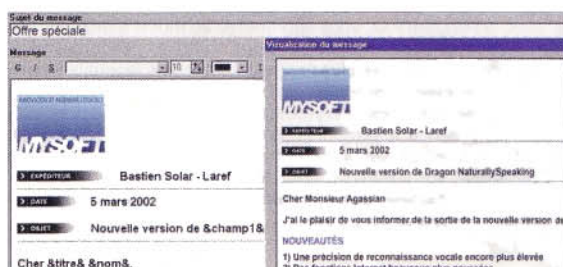 Sujet du message
Offre spéciale
Message
G I S 10
MYSOFT
EXPÉDITEUR Bastien Solar - Laref
DATE 5 mars 2002
OBJET Nouvelle version de &champ1&
Cher &titre& &nom&,
Visualisation du message
MYSOFT
EXPÉDITEUR Bastien Solar - Laref
DATE 5 mars 2002
OBJET Nouvelle version de Dragon NaturallySpeaking
Cher Monsieur Agassian
J'ai le plaisir de vous informer de la sortie de la nouvelle version de
NOUVEAUTÉS
1) Une précision de reconnaissance vocale encore plus élevée